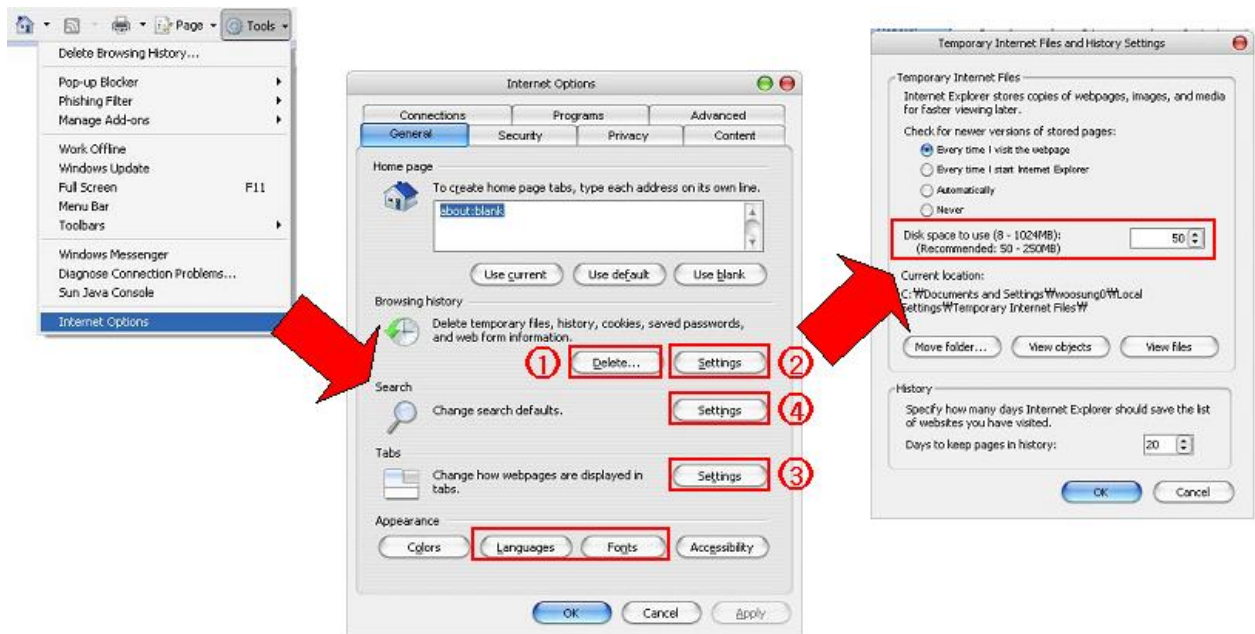 Page
Tools
Delete Browsing History...
Pop-up Blocker
Phishing Filter
Manage Add-ons
Work Offline
Windows Update
Full Screen F11
Menu Bar
Toolbars
Windows Messenger
Diagnose Connection Problems...
Sun Java Console
Internet Options
Internet Options
Connections Programs Advanced
General Security Privacy Content
Home page
To create home page tabs, type each address on its own line.
about:blank
Use current Use default Use blank
Browsing history
Delete temporary files, history, cookies, saved passwords,
and web form information.
① Delete... Settings ②
Search
Change search defaults. Settings ④
Tabs
Change how webpages are displayed in
tabs.
Settings ③
Appearance
Colors Languages Fonts Accessibility
OK Cancel Apply
Temporary Internet Files and History Settings
Temporary Internet Files
Internet Explorer stores copies of webpages, images, and media
for faster viewing later.
Check for newer versions of stored pages:
Every time I visit the webpage
Every time I start Internet Explorer
Automatically
Never
Disk space to use (8 - 1024MB): 50
(Recommended: 50 - 250MB)
Current location:
C:₩Documents and Settings₩woosung0₩Local
Settings₩Temporary Internet Files₩
Move folder... View objects View files
History
Specify how many days Internet Explorer should save the list
of websites you have visited.
Days to keep pages in history: 20
OK Cancel